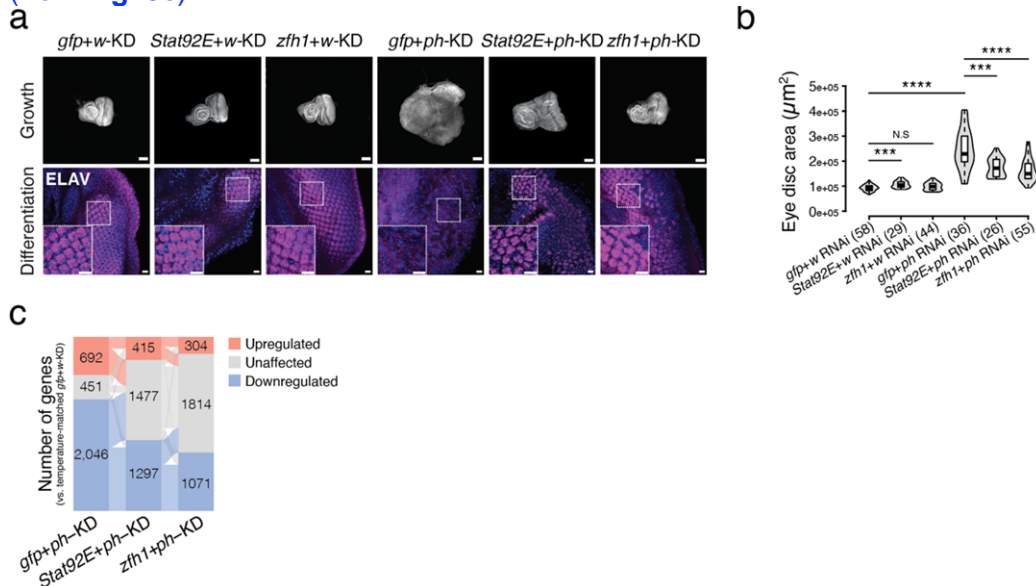 a
gfp+w-KD Stat92E+w-KD zfh1+w-KD gfp+ph-KD Stat92E+ph-KD zfh1+ph-KD
Growth
Differentiation
ELAV
b
Eye disc area (µm²)
5e+05
4e+05
3e+05
2e+05
1e+05
0e+05
****
****
***
N.S
***
gfp+w RNAi (58)
Stat92E+w RNAi (29)
zfh1+w RNAi (44)
gfp+ph RNAi (36)
Stat92E+ph RNAi (26)
zfh1+ph RNAi (55)
c
Number of genes
(vs. temperature-matched gfp+w-KD)
692 415 304
451 1477 1814
2,046 1297 1071
gfp+ph–KD
Stat92E+ph–KD
zfh1+ph–KD
Upregulated
Unaffected
Downregulated